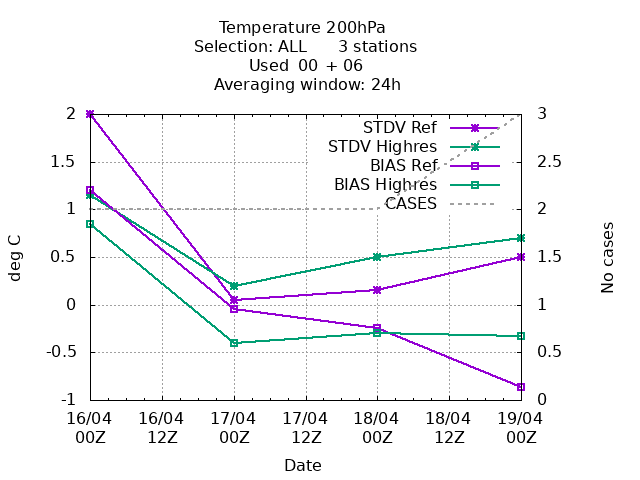 Temperature 200hPa
Selection: ALL      3 stations
Used  00 + 06
Averaging window: 24h
STDV Ref
STDV Highres
BIAS Ref
BIAS Highres
CASES
2
1.5
1
0.5
0
-0.5
-1
deg C
3
2.5
2
1.5
1
0.5
0
No cases
16/04 16/04 17/04 17/04 18/04 18/04 19/04
00Z 12Z 00Z 12Z 00Z 12Z 00Z
Date